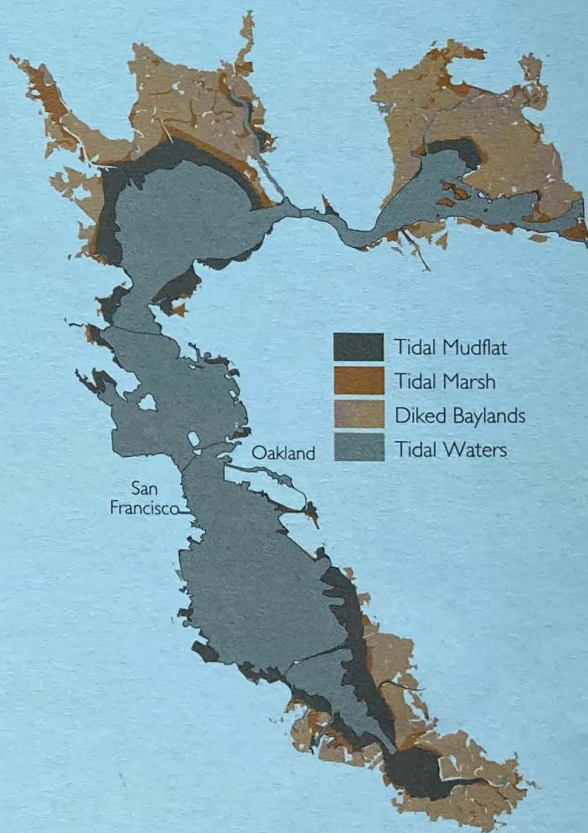 Tidal Mudflat
Tidal Marsh
Diked Baylands
Tidal Waters
Oakland
San
Francisco